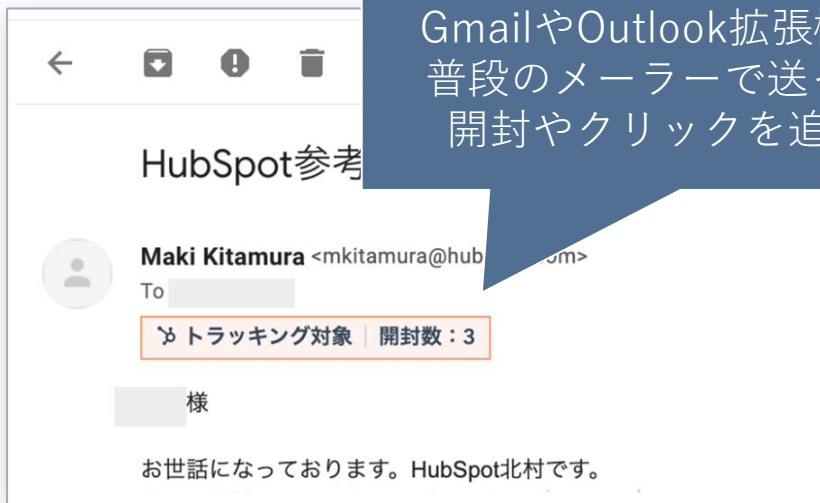 GmailやOutlook拡張
普段のメーラーで送
開封やクリックを追
HubSpot参考
Maki Kitamura <mkitamura@hub om>
To
トラッキング対象 | 開封数：3
様
お世話になっております。HubSpot北村です。